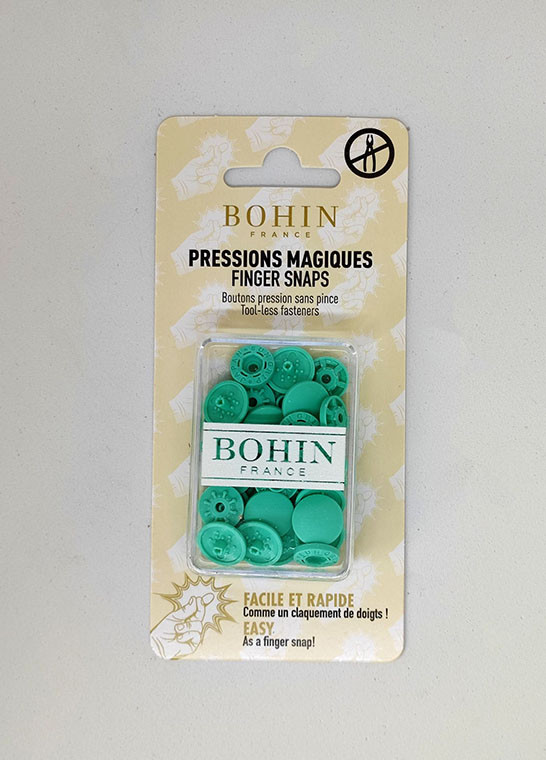 BOHIN
FRANCE
PRESSIONS MAGIQUES
FINGER SNAPS
Boutons pression sans pince
Tool-less fasteners
BOHIN
FRANCE
FACILE ET RAPIDE
Comme un claquement de doigts !
EASY
As a finger snap!